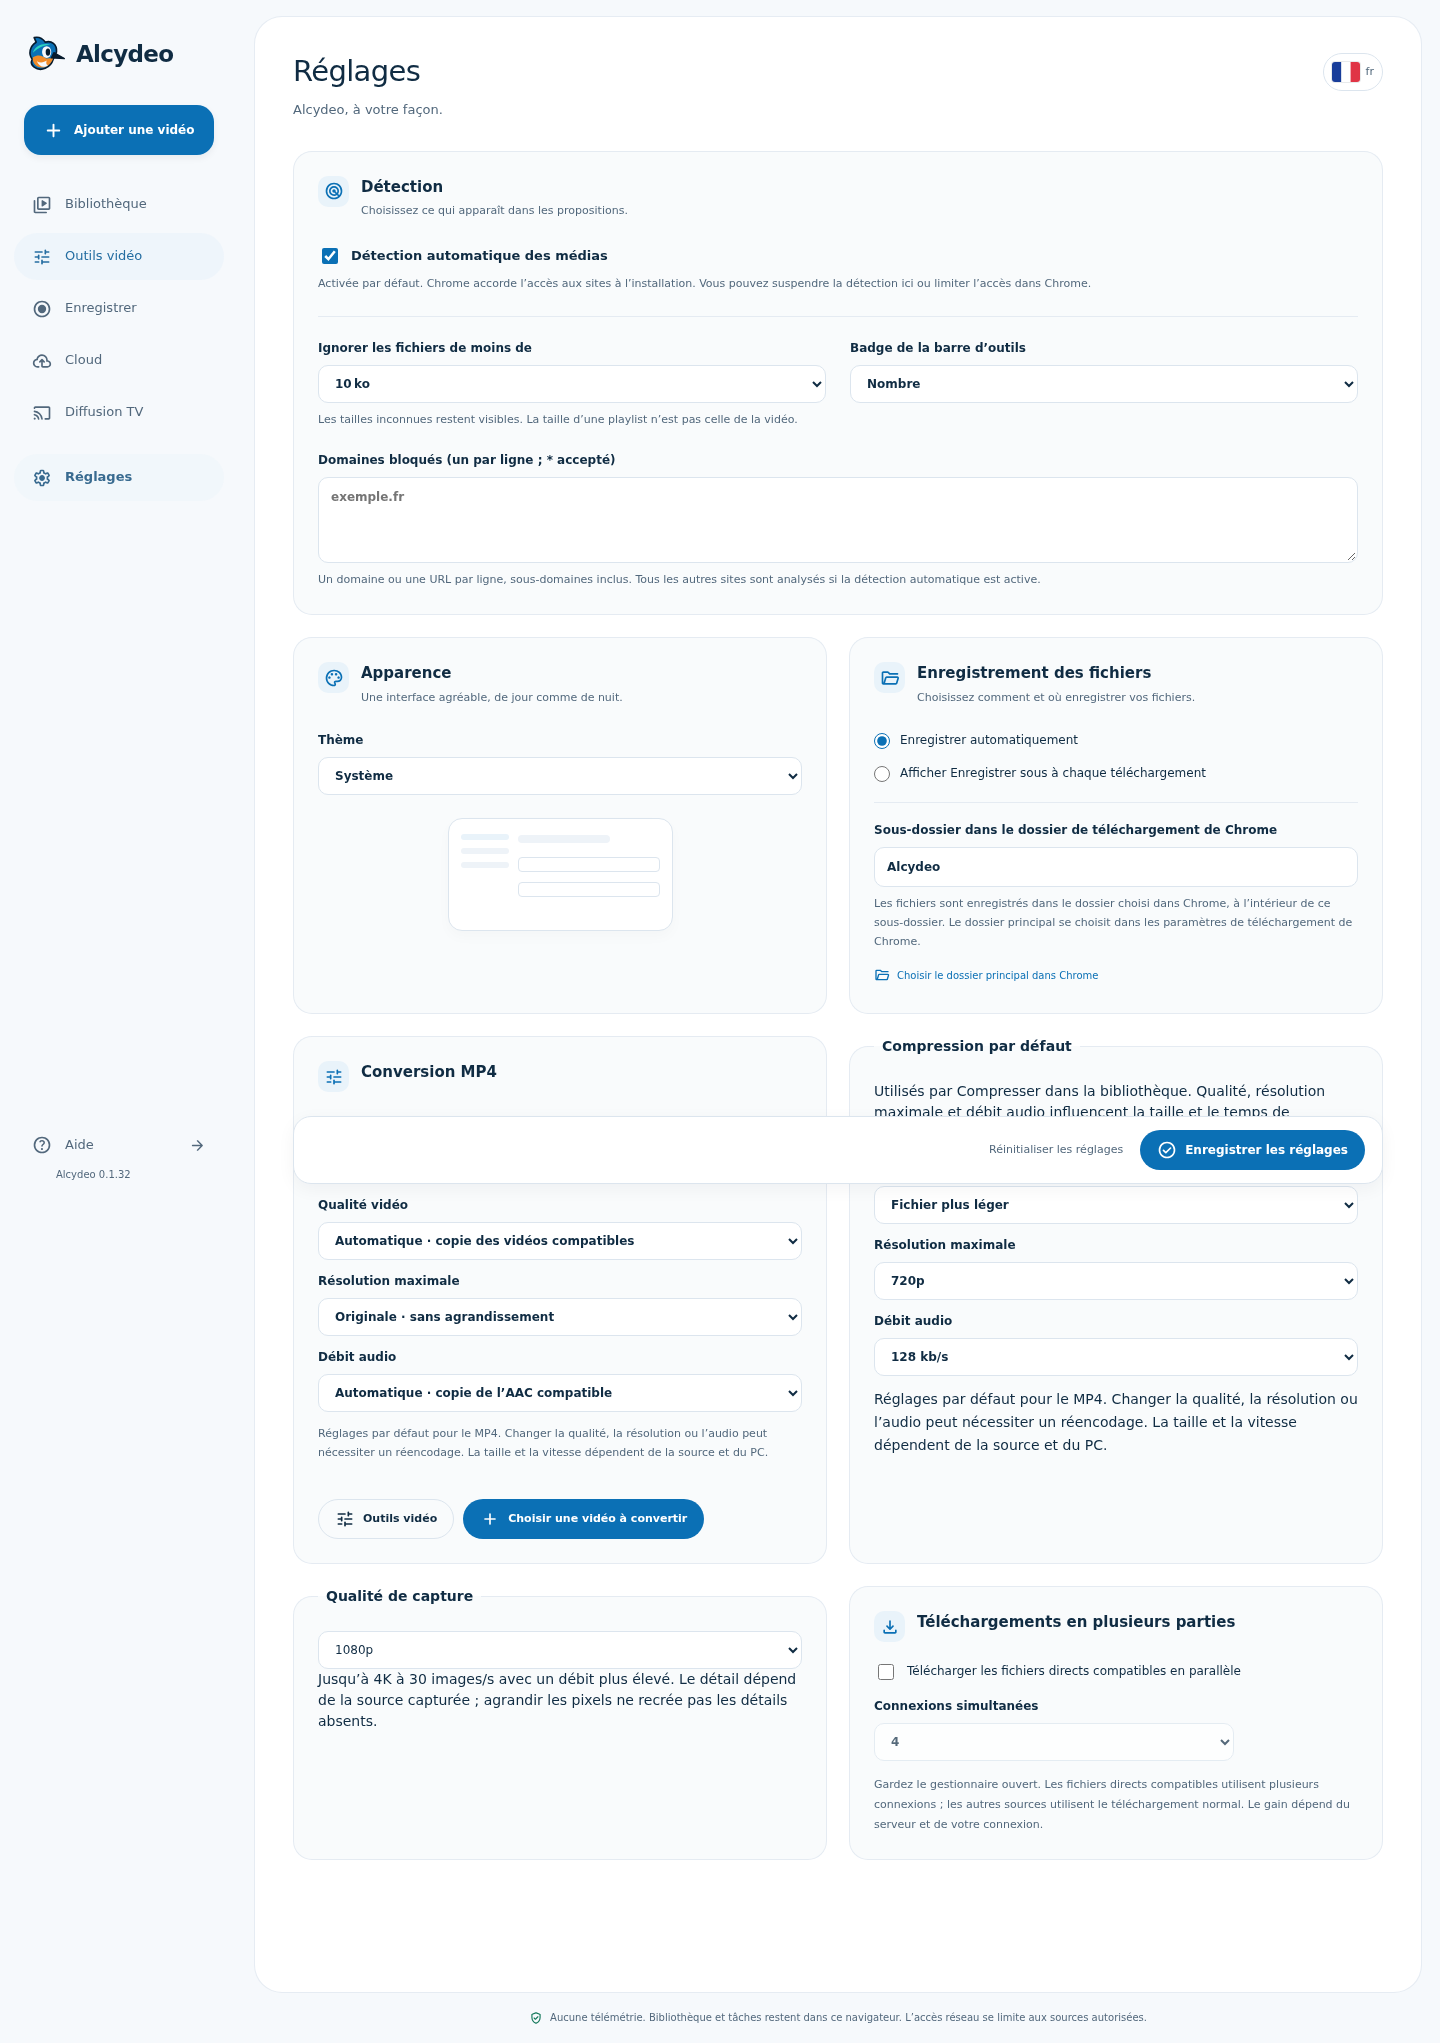 Alcydeo
Ajouter une vidéo
Bibliothèque
Outils vidéo
Enregistrer
Cloud
Diffusion TV
Réglages
Aide
Alcydeo 0.1.32
Réglages
fr
Alcydeo, à votre façon.
Détection
Choisissez ce qui apparaît dans les propositions.
Détection automatique des médias
Activée par défaut. Chrome accorde l’accès aux sites à l’installation. Vous pouvez suspendre la détection ici ou limiter l’accès dans Chrome.
Ignorer les fichiers de moins de
10 ko
Les tailles inconnues restent visibles. La taille d’une playlist n’est pas celle de la vidéo.
Badge de la barre d’outils
Nombre
Domaines bloqués (un par ligne ; * accepté)
exemple.fr
Un domaine ou une URL par ligne, sous-domaines inclus. Tous les autres sites sont analysés si la détection automatique est active.
Apparence
Une interface agréable, de jour comme de nuit.
Thème
Système
Enregistrement des fichiers
Choisissez comment et où enregistrer vos fichiers.
Enregistrer automatiquement
Afficher Enregistrer sous à chaque téléchargement
Sous-dossier dans le dossier de téléchargement de Chrome
Alcydeo
Les fichiers sont enregistrés dans le dossier choisi dans Chrome, à l’intérieur de ce
sous-dossier. Le dossier principal se choisit dans les paramètres de téléchargement de
Chrome.
Choisir le dossier principal dans Chrome
Conversion MP4
Compression par défaut
Utilisés par Compresser dans la bibliothèque. Qualité, résolution
maximale et débit audio influencent la taille et le temps de
Réinitialiser les réglages
Enregistrer les réglages
Qualité vidéo
Automatique · copie des vidéos compatibles
Résolution maximale
Originale · sans agrandissement
Débit audio
Automatique · copie de l’AAC compatible
Réglages par défaut pour le MP4. Changer la qualité, la résolution ou l’audio peut
nécessiter un réencodage. La taille et la vitesse dépendent de la source et du PC.
Outils vidéo
Choisir une vidéo à convertir
Fichier plus léger
Résolution maximale
720p
Débit audio
128 kb/s
Réglages par défaut pour le MP4. Changer la qualité, la résolution ou
l’audio peut nécessiter un réencodage. La taille et la vitesse
dépendent de la source et du PC.
Qualité de capture
1080p
Jusqu’à 4K à 30 images/s avec un débit plus élevé. Le détail dépend
de la source capturée ; agrandir les pixels ne recrée pas les détails
absents.
Téléchargements en plusieurs parties
Télécharger les fichiers directs compatibles en parallèle
Connexions simultanées
4
Gardez le gestionnaire ouvert. Les fichiers directs compatibles utilisent plusieurs
connexions ; les autres sources utilisent le téléchargement normal. Le gain dépend du
serveur et de votre connexion.
Aucune télémétrie. Bibliothèque et tâches restent dans ce navigateur. L’accès réseau se limite aux sources autorisées.